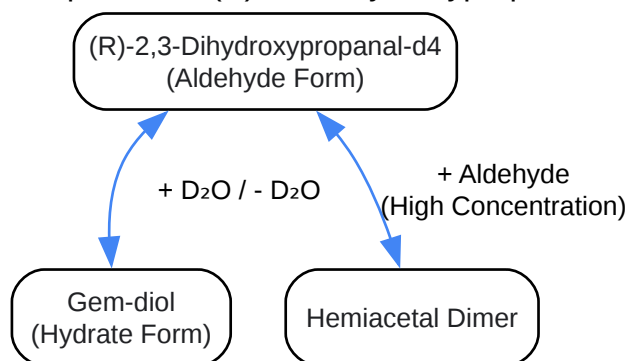 (R)-2,3-Dihydroxypropanal-d4
(Aldehyde Form)
+ D₂O / - D₂O
+ Aldehyde
(High Concentration)
Gem-diol
(Hydrate Form)
Hemiacetal Dimer